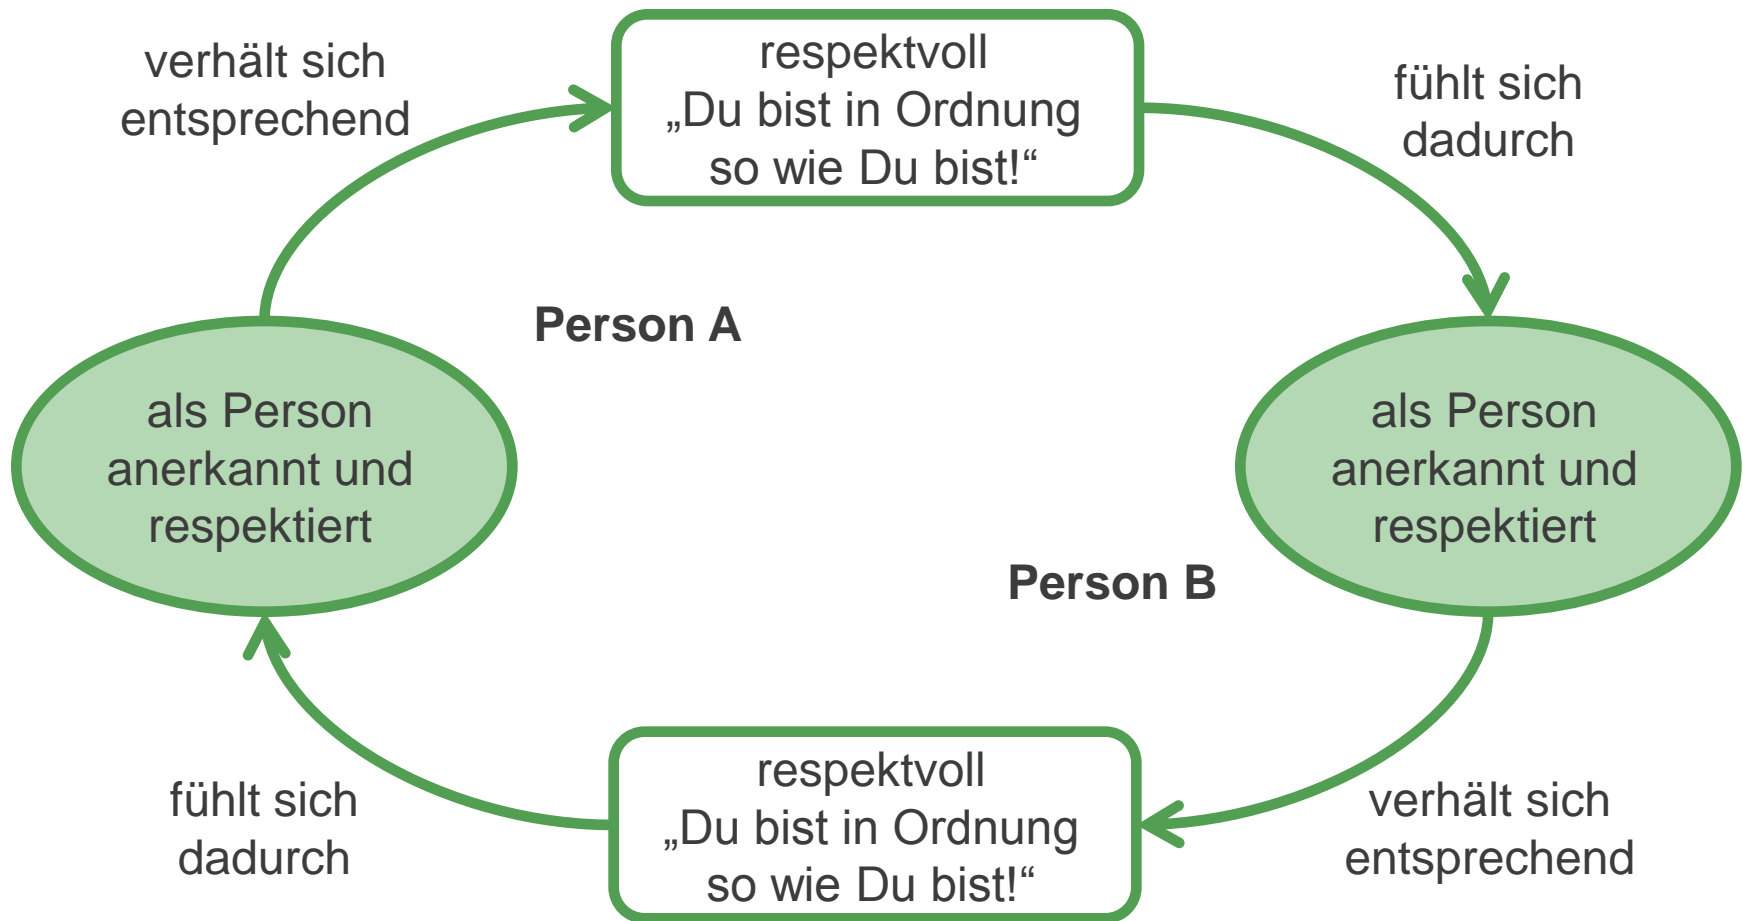 verhält sich
entsprechend
respektvoll
„Du bist in Ordnung
so wie Du bist!“
fühlt sich
dadurch
Person A
als Person
anerkannt und
respektiert
als Person
anerkannt und
respektiert
Person B
fühlt sich
dadurch
respektvoll
„Du bist in Ordnung
so wie Du bist!“
verhält sich
entsprechend